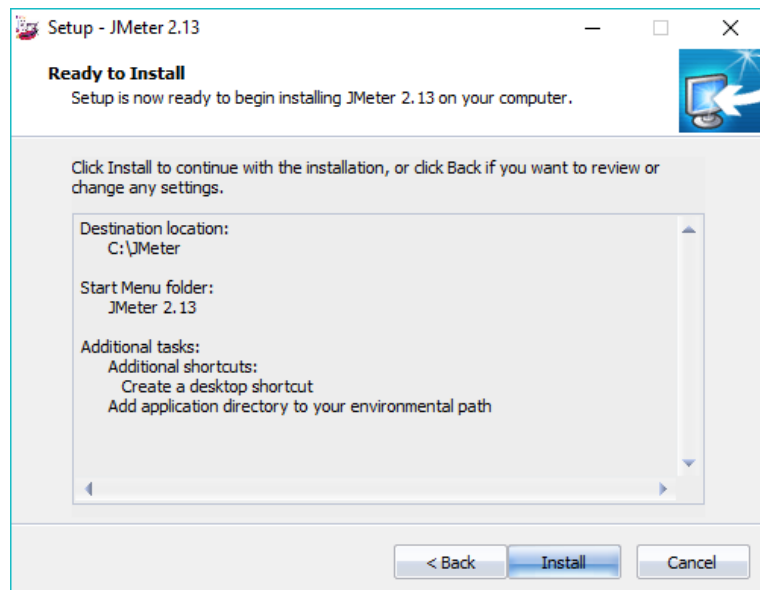 Setup - JMeter 2.13
Ready to Install
Setup is now ready to begin installing JMeter 2.13 on your computer.
Click Install to continue with the installation, or click Back if you want to review or
change any settings.
Destination location:
C:\JMeter
Start Menu folder:
JMeter 2.13
Additional tasks:
Additional shortcuts:
Create a desktop shortcut
Add application directory to your environmental path
< Back
Install
Cancel